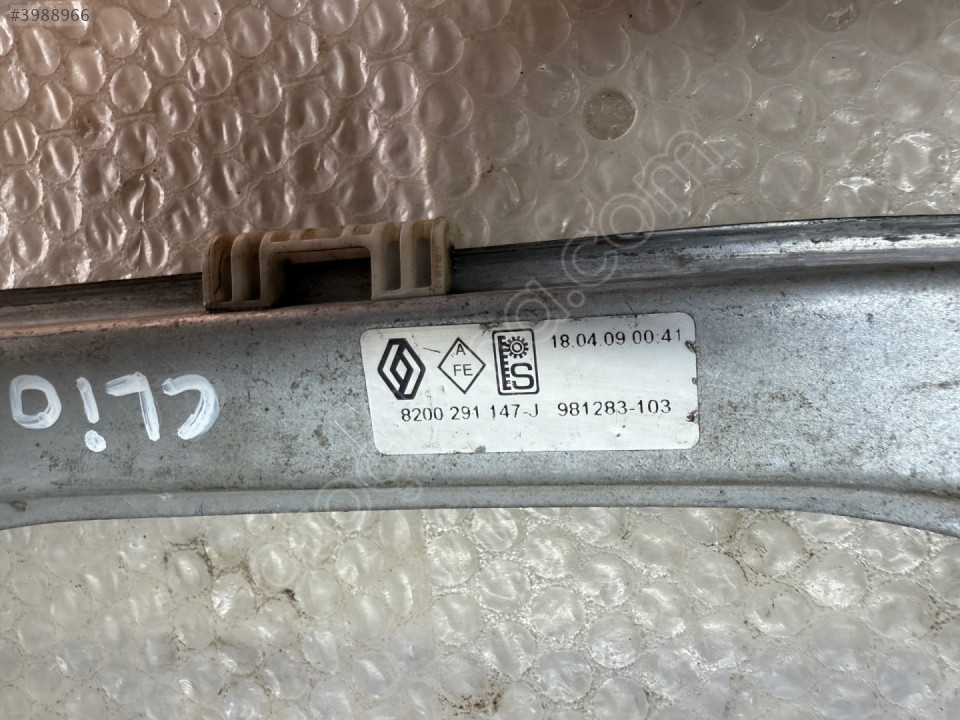 #3988966
18.04.09 00:41
A
FE
S
8200 291 147-J 981283-103
CLiO